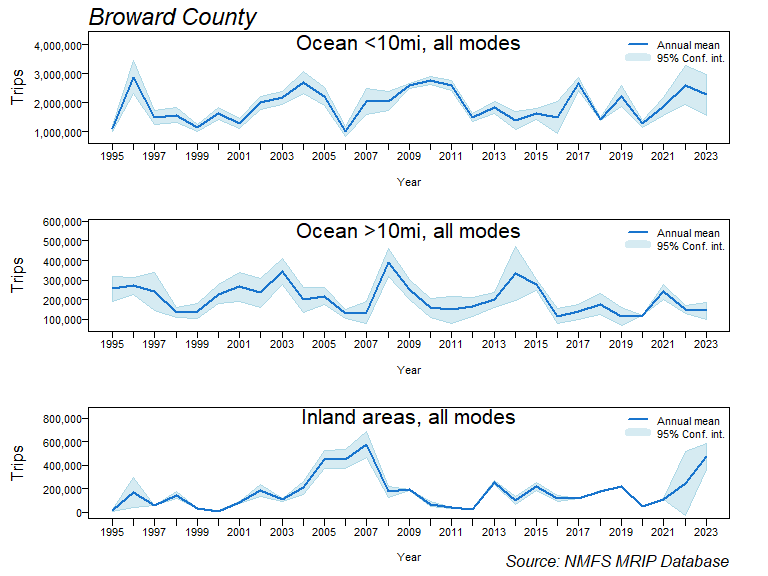 Broward County
Ocean <10mi, all modes
Annual mean
95% Conf. int.
Trips
4,000,000
3,000,000
2,000,000
1,000,000
1995 1997 1999 2001 2003 2005 2007 2009 2011 2013 2015 2017 2019 2021 2023
Year
Ocean >10mi, all modes
Annual mean
95% Conf. int.
Trips
600,000
500,000
400,000
300,000
200,000
100,000
1995 1997 1999 2001 2003 2005 2007 2009 2011 2013 2015 2017 2019 2021 2023
Year
Inland areas, all modes
Annual mean
95% Conf. int.
Trips
800,000
600,000
400,000
200,000
0
1995 1997 1999 2001 2003 2005 2007 2009 2011 2013 2015 2017 2019 2021 2023
Year
Source: NMFS MRIP Database